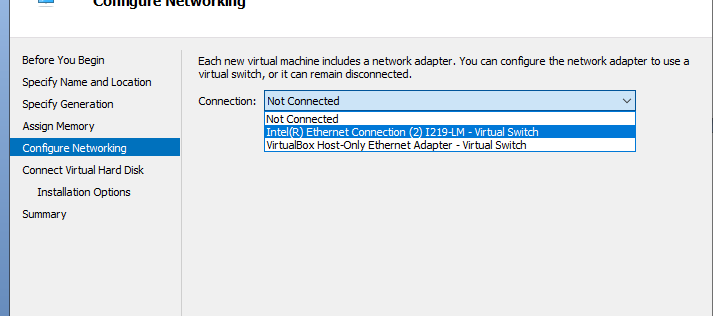 Configure Networking
Before You Begin
Specify Name and Location
Specify Generation
Assign Memory
Configure Networking
Connect Virtual Hard Disk
Installation Options
Summary
Each new virtual machine includes a network adapter. You can configure the network adapter to use a
virtual switch, or it can remain disconnected.
Connection: Not Connected
Not Connected
Intel(R) Ethernet Connection (2) I219-LM - Virtual Switch
VirtualBox Host-Only Ethernet Adapter - Virtual Switch